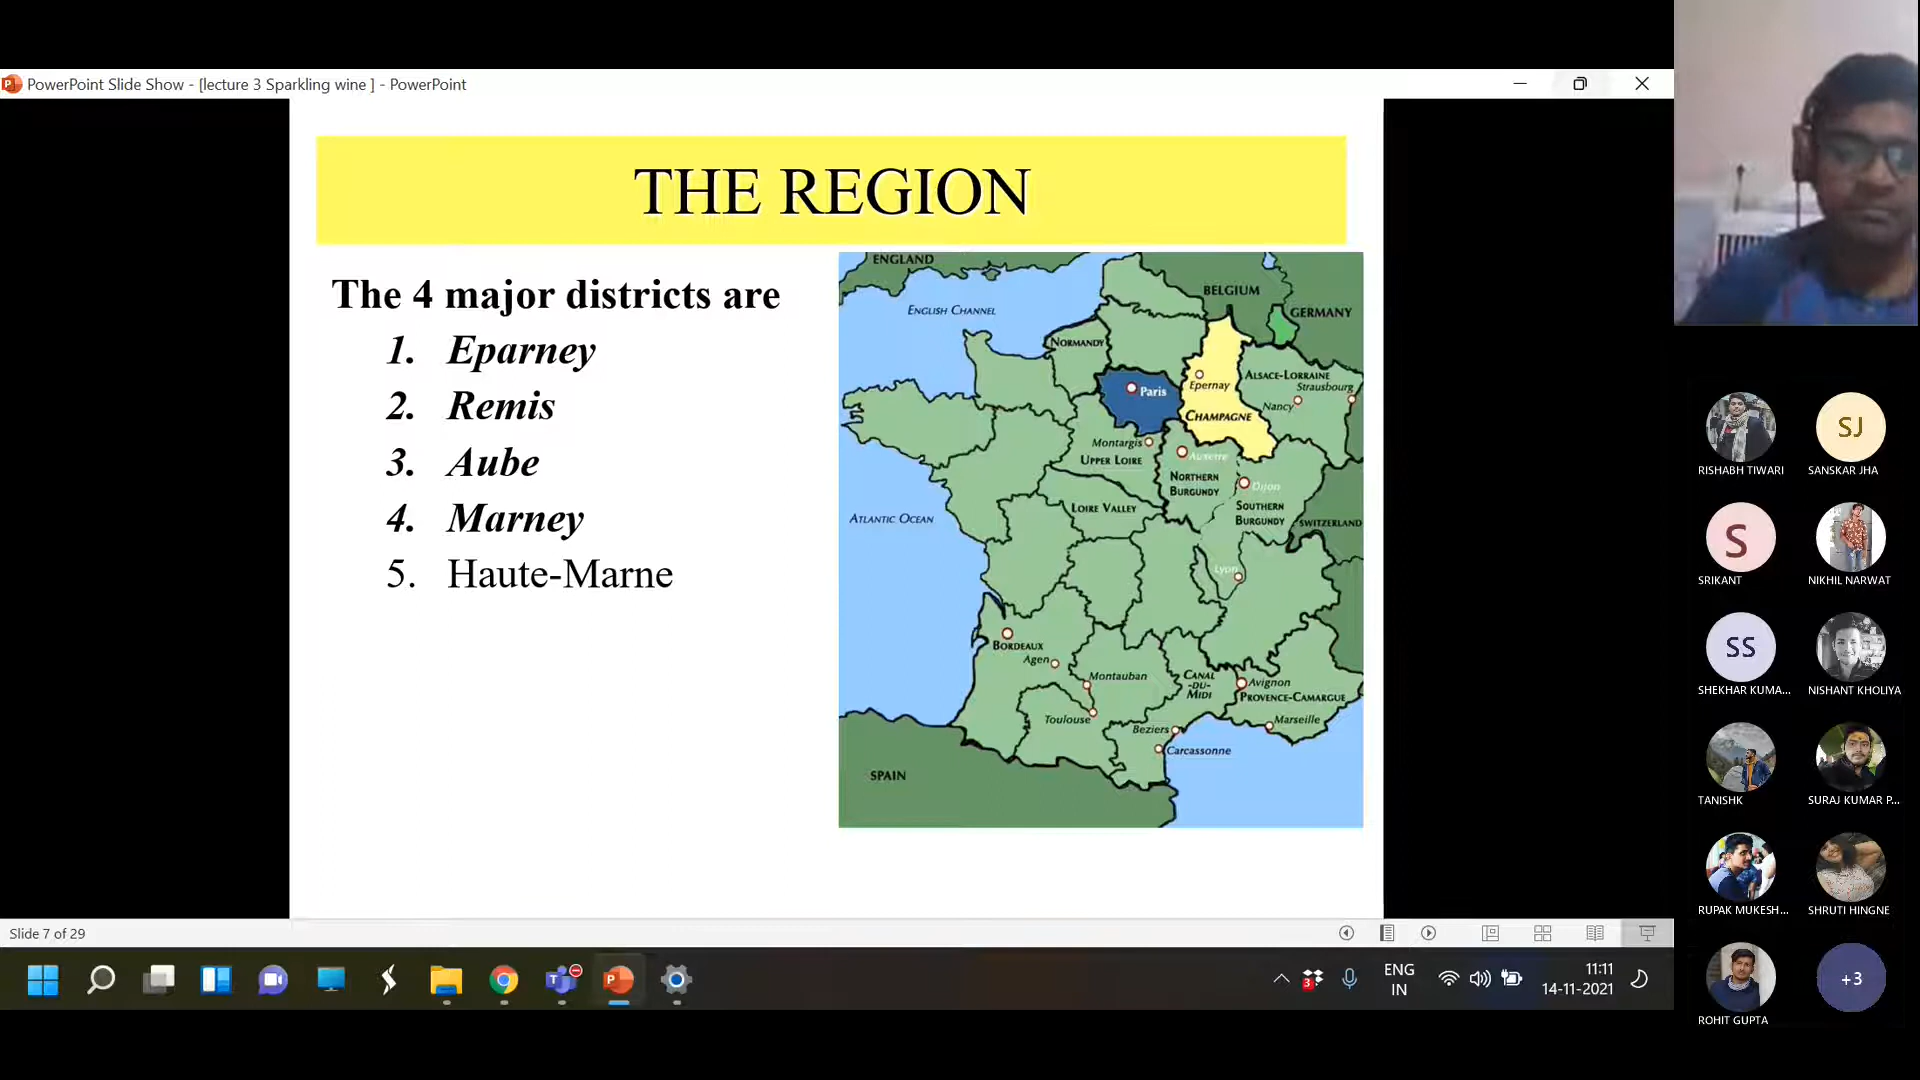 PowerPoint Slide Show - [lecture 3 Sparkling wine ] - PowerPoint
THE REGION
The 4 major districts are
1. Eparney
2. Remis
3. Aube
4. Marney
5. Haute-Marne
ENGLAND
BELGIUM
ENGLISH CHANNEL
GERMANY
NORMANDY
ALSACE-LORRAINE
Epernay
Strausbourg
Paris
Nancy
CHAMPAGNE
Montargis
Auxerre
UPPER LOIRE
NORTHERN
BURGUNDY
Dijon
LOIRE VALLEY
SOUTHERN
BURGUNDY
ATLANTIC OCEAN
SWITZERLAND
Lyon
BORDEAUX
Agen
Montauban
CANAL
-DU-
MIDI
Avignon
PROVENCE-CAMARGUE
Toulouse
Marseille
Beziers
Carcassonne
SPAIN
Slide 7 of 29
3
ENG
IN
11:11
14-11-2021
RISHABH TIWARI
SJ
SANSKAR JHA
S
SRIKANT
NIKHIL NARWAT
SS
SHEKHAR KUMA...
NISHANT KHOLIYA
TANISHK
SURAJ KUMAR P...
RUPAK MUKESH...
SHRUTI HINGNE
ROHIT GUPTA
+3